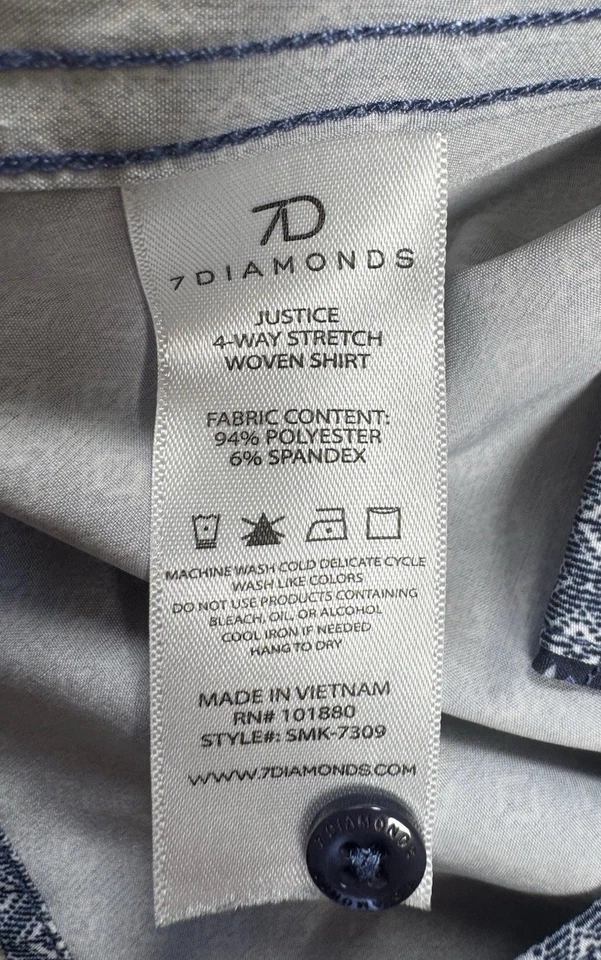 7D
7DIAMONDS
JUSTICE
4-WAY STRETCH
WOVEN SHIRT
FABRIC CONTENT:
94% POLYESTER
6% SPANDEX
MACHINE WASH COLD DELICATE CYCLE
WASH LIKE COLORS
DO NOT USE PRODUCTS CONTAINING
BLEACH, OIL, OR ALCOHOL
COOL IRON IF NEEDED
HANG TO DRY
MADE IN VIETNAM
RN# 101880
STYLE#: SMK-7309
WWW.7DIAMONDS.COM
7DIAMONDS